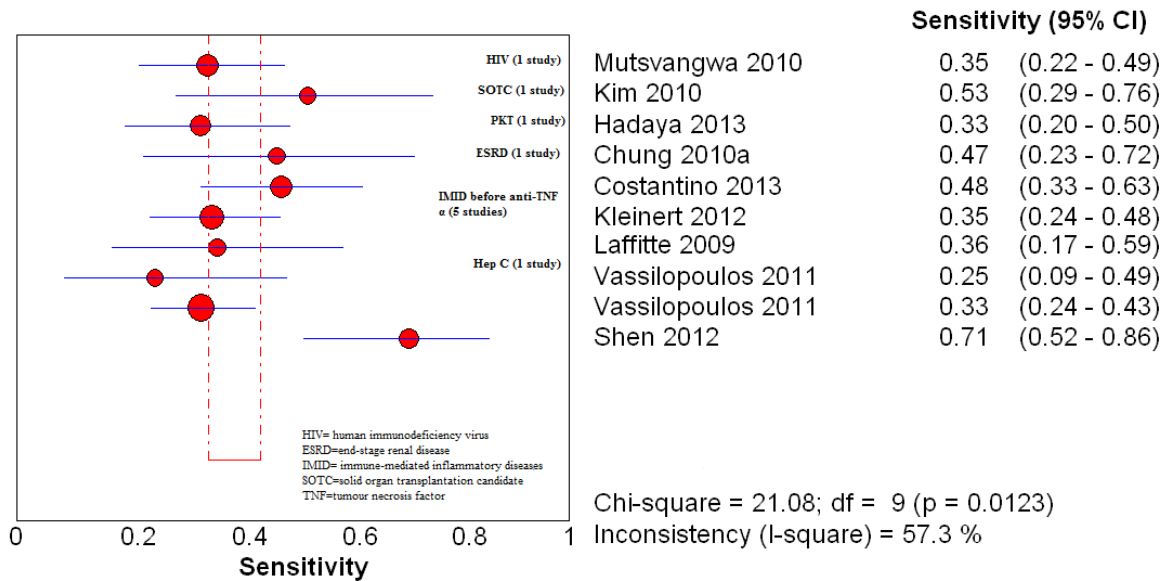 Sensitivity (95% CI)
HIV (1 study)
Mutsvangwa 2010 0.35 (0.22 - 0.49)
SOTC (1 study)
Kim 2010 0.53 (0.29 - 0.76)
PKT (1 study)
Hadaya 2013 0.33 (0.20 - 0.50)
ESRD (1 study)
Chung 2010a 0.47 (0.23 - 0.72)
Costantino 2013 0.48 (0.33 - 0.63)
IMID before anti-TNF
α (5 studies)
Kleinert 2012 0.35 (0.24 - 0.48)
Laffitte 2009 0.36 (0.17 - 0.59)
Hep C (1 study)
Vassilopoulos 2011 0.25 (0.09 - 0.49)
Vassilopoulos 2011 0.33 (0.24 - 0.43)
Shen 2012 0.71 (0.52 - 0.86)
HIV= human immunodeficiency virus
ESRD=end-stage renal disease
IMID= immune-mediated inflammatory diseases
SOTC=solid organ transplantation candidate
TNF=tumour necrosis factor
Chi-square = 21.08; df = 9 (p = 0.0123)
Inconsistency (I-square) = 57.3 %
0 0.2 0.4 0.6 0.8 1
Sensitivity